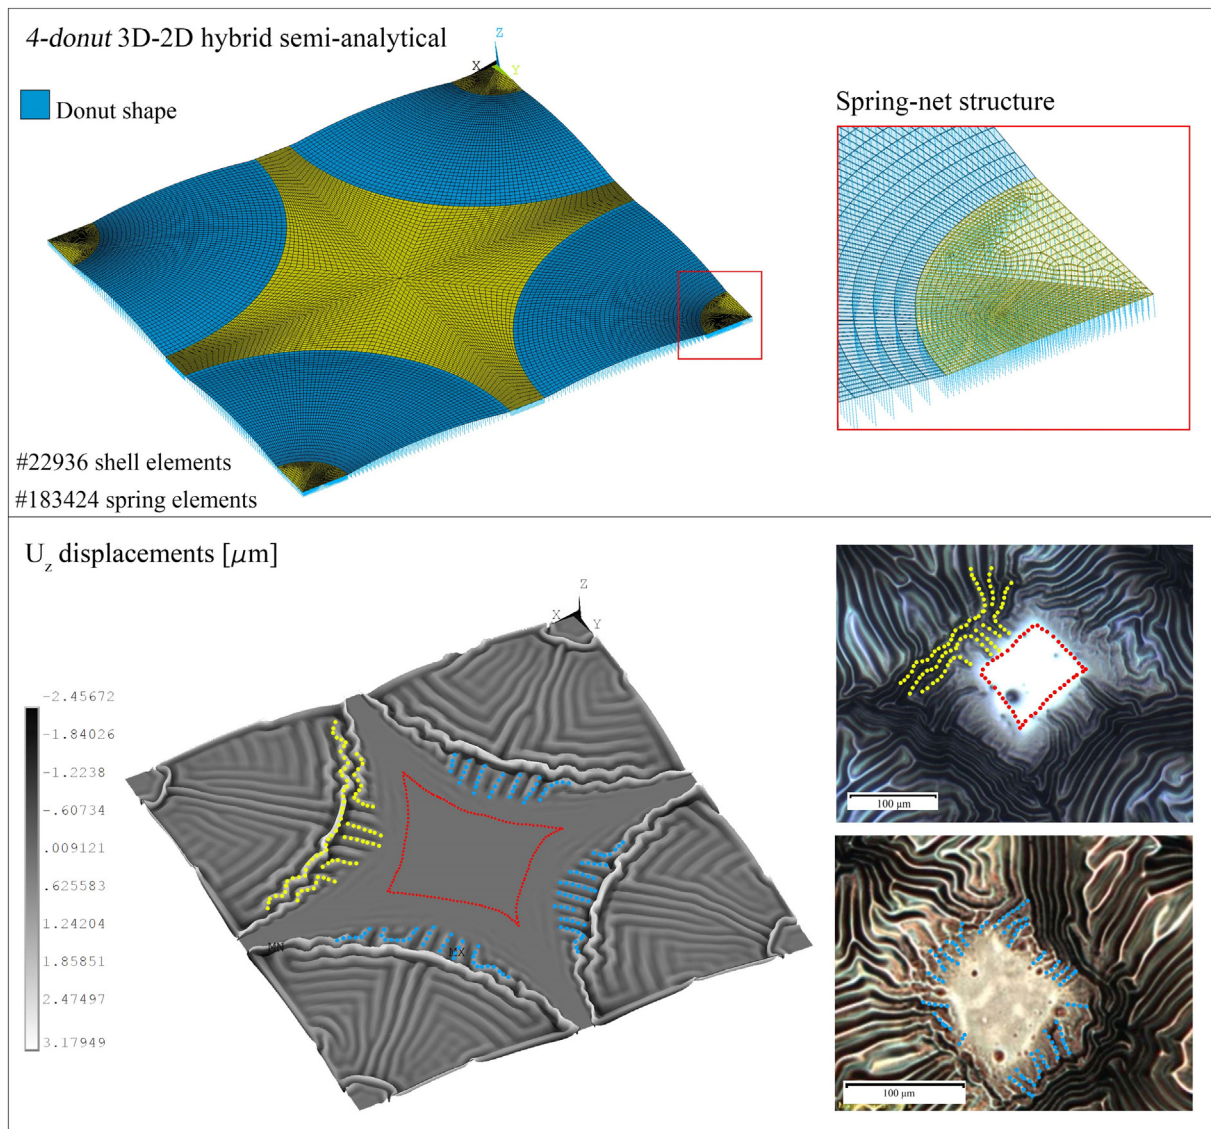 4-donut 3D-2D hybrid semi-analytical
Z
X
Y
Donut shape
Spring-net structure
#22936 shell elements
#183424 spring elements
Uz displacements [μm]
Z
X
Y
-2.45672
-1.84026
-1.2238
-.60734
.009121
.625583
1.24204
1.85851
2.47497
3.17949
MN
MX
100 μm
100 μm